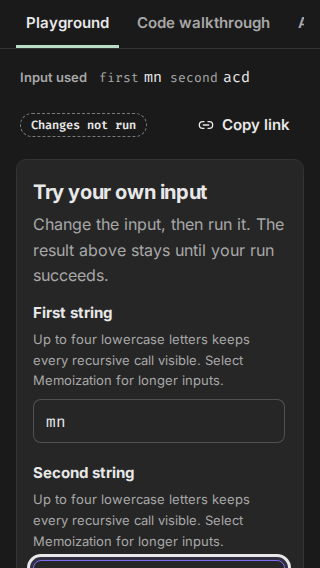 Playground Code walkthrough
Input used first mn second acd
Changes not run Copy link
Try your own input
Change the input, then run it. The
result above stays until your run
succeeds.
First string
Up to four lowercase letters keeps
every recursive call visible. Select
Memoization for longer inputs.
mn
Second string
Up to four lowercase letters keeps
every recursive call visible. Select
Memoization for longer inputs.